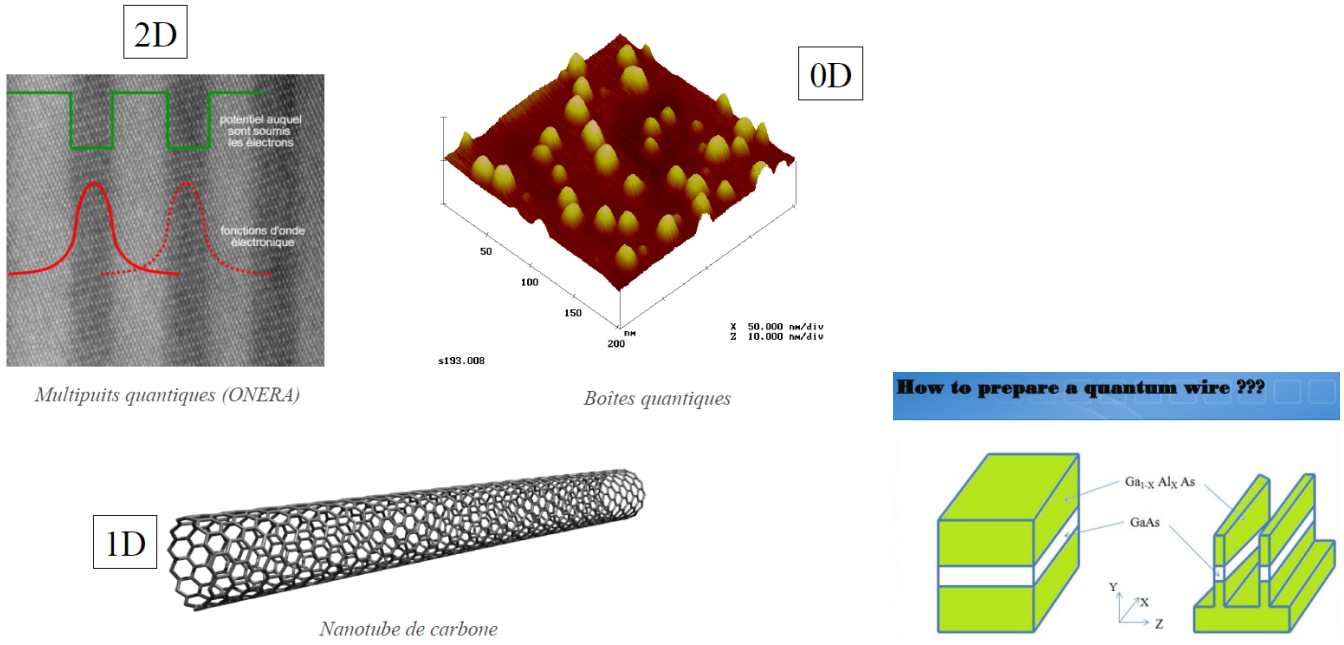 2D
potentiel auquel
sont soumis
les électrons
fonctions d'onde
électronique
Multipuits quantiques (ONERA)
0D
50
100
150
nm
200
X 50.000 nm/div
Z 10.000 nm/div
s193.008
Boîtes quantiques
1D
Nanotube de carbone
How to prepare a quantum wire ???
Ga1-X AlX As
GaAs
Y
X
Z